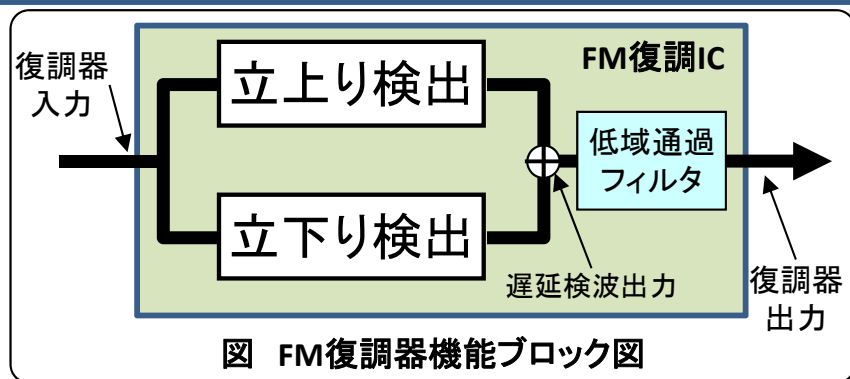 復調器
入力
立上り検出
FM復調IC
低域通過
フィルタ
立下り検出
遅延検波出力
復調器
出力
図 FM復調器機能ブロック図